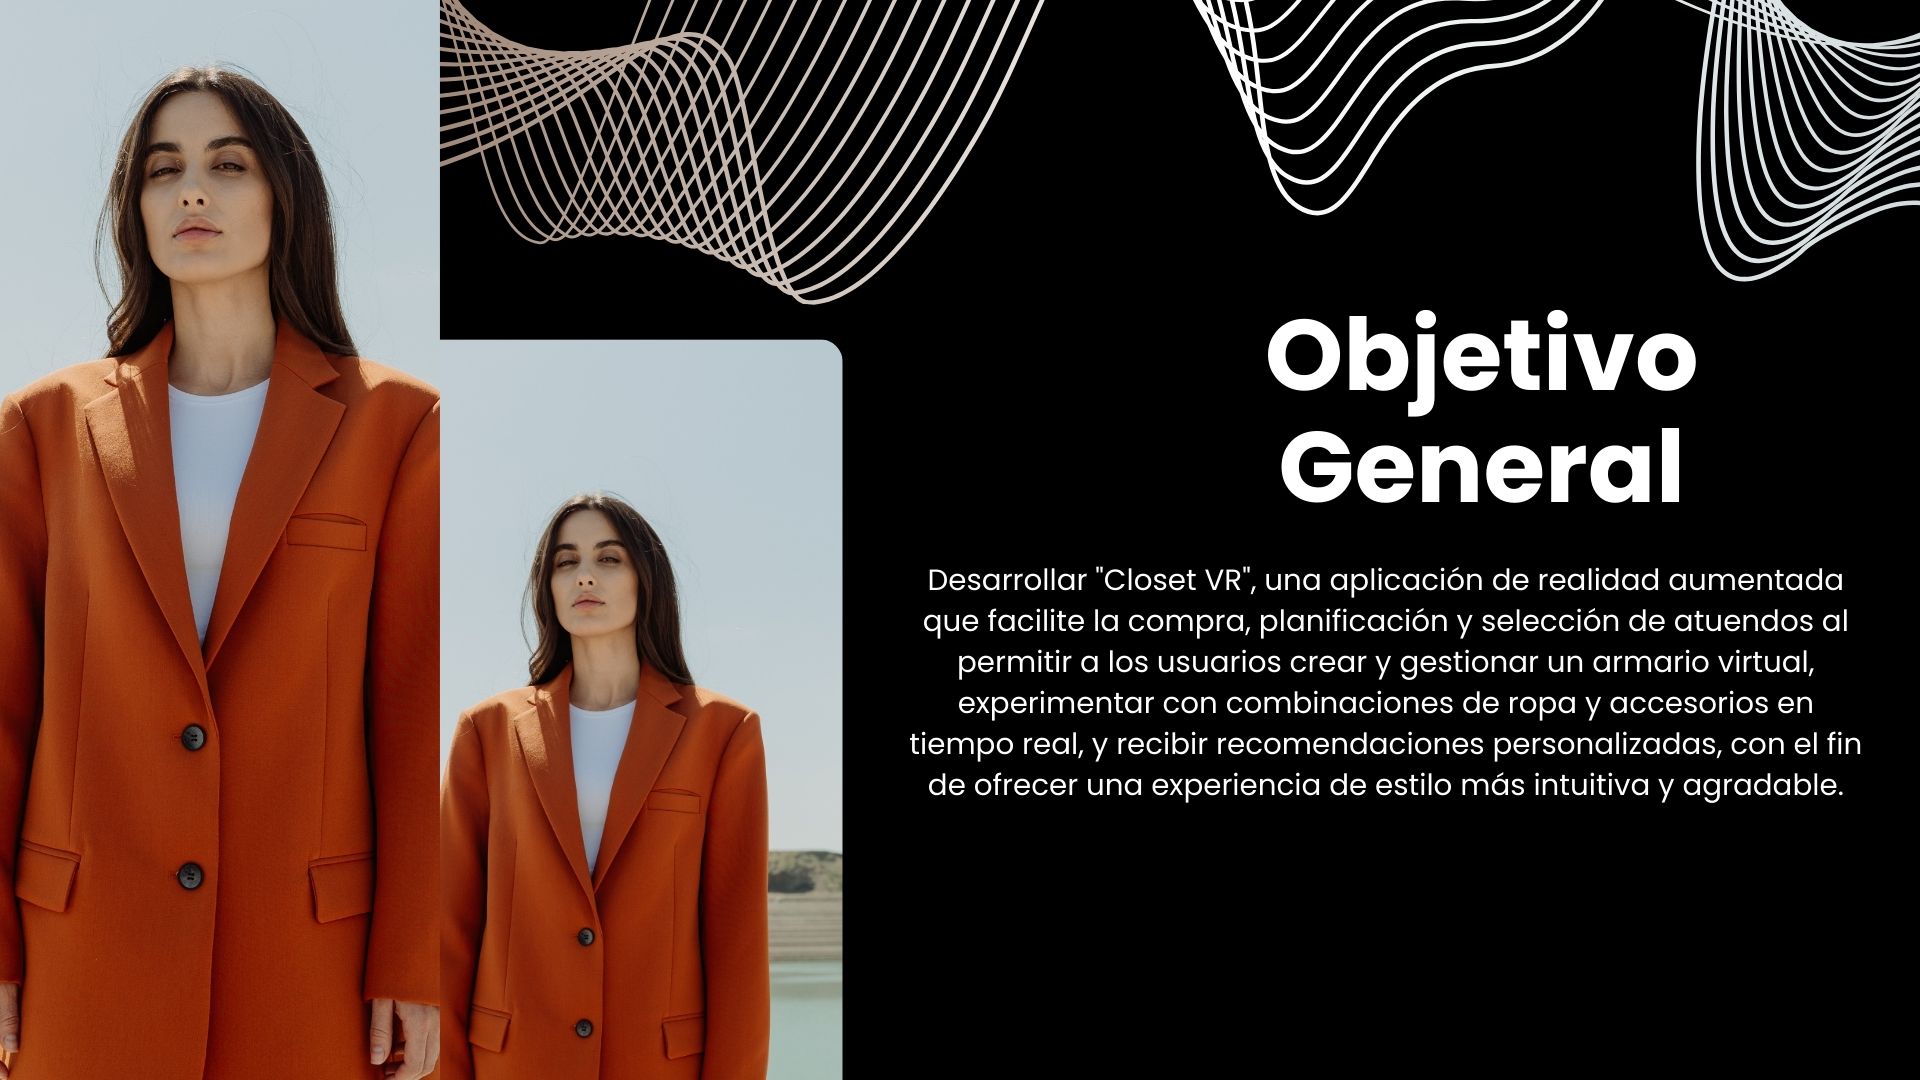 Objetivo
General
Desarrollar "Closet VR", una aplicación de realidad aumentada
que facilite la compra, planificación y selección de atuendos al
permitir a los usuarios crear y gestionar un armario virtual,
experimentar con combinaciones de ropa y accesorios en
tiempo real, y recibir recomendaciones personalizadas, con el fin
de ofrecer una experiencia de estilo más intuitiva y agradable.